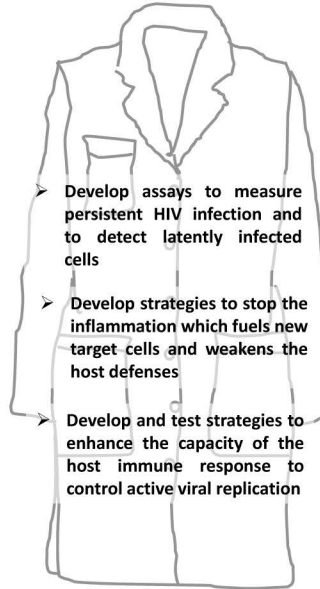 ➢ Develop assays to measure
persistent HIV infection and
to detect latently infected
cells
➢ Develop strategies to stop the
inflammation which fuels new
target cells and weakens the
host defenses
➢ Develop and test strategies to
enhance the capacity of the
host immune response to
control active viral replication